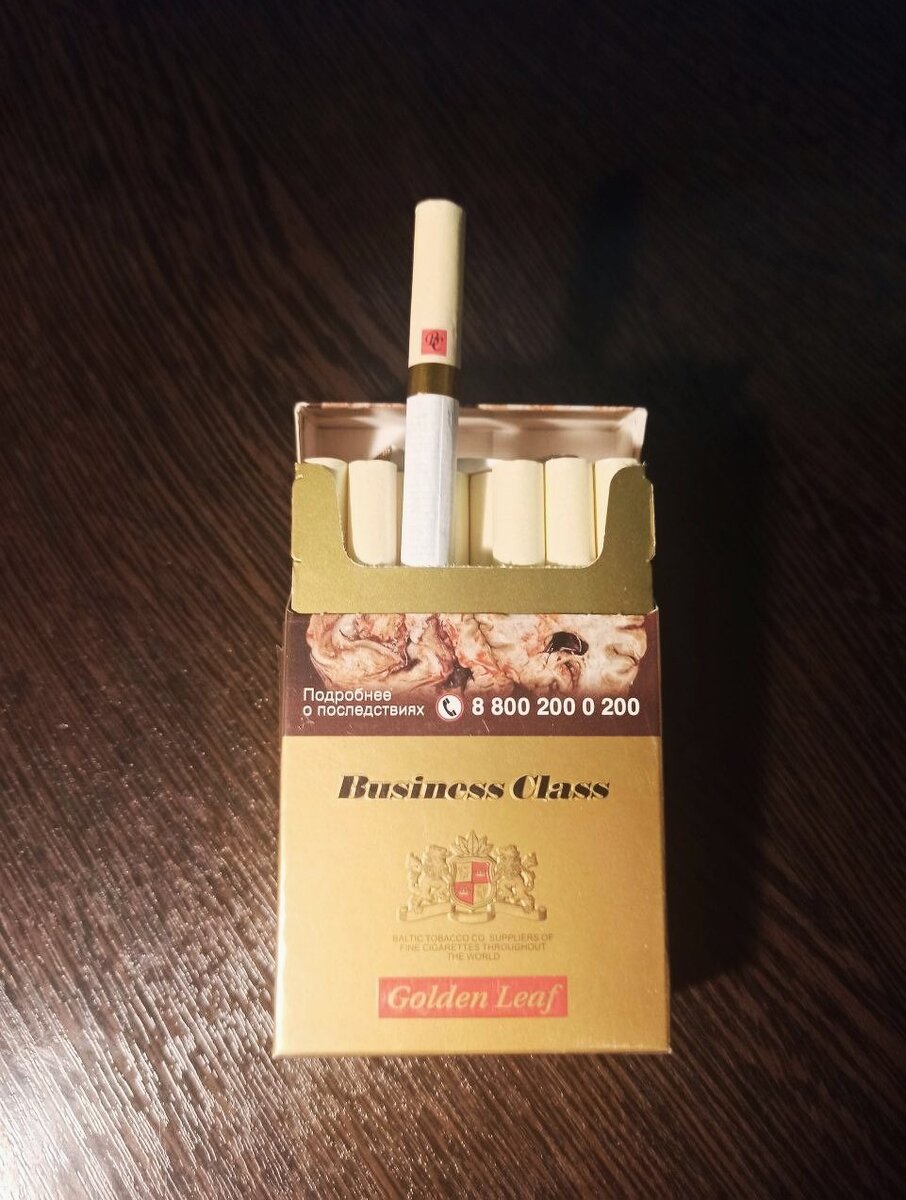 BC
Подробнее
о последствиях
8 800 200 0 200
Business Class
BALTIC TOBACCO CO. SUPPLIERS OF
FINE CIGARETTES THROUGHOUT
THE WORLD
Golden Leaf